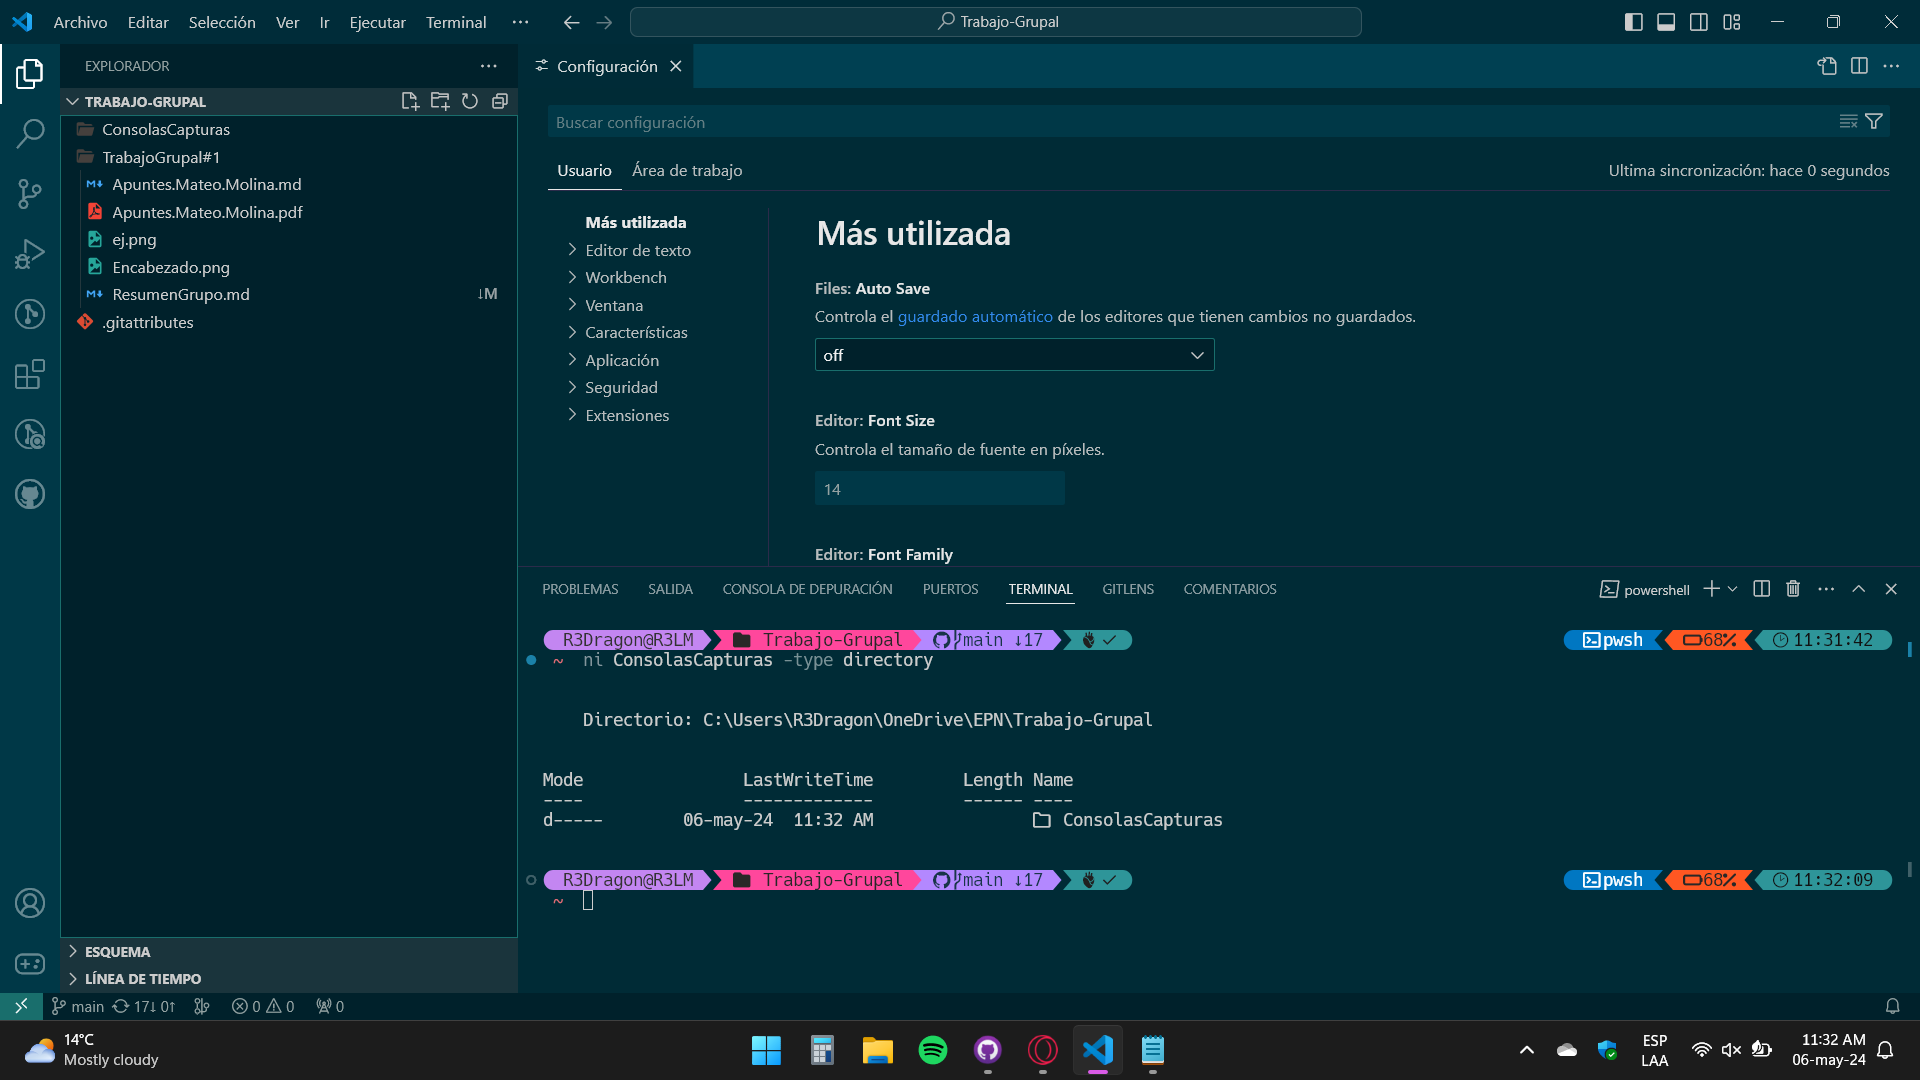 Archivo Editar Selección Ver Ir Ejecutar Terminal ···
Trabajo-Grupal
EXPLORADOR
TRABAJO-GRUPAL
ConsolasCapturas
TrabajoGrupal#1
Apuntes.Mateo.Molina.md
Apuntes.Mateo.Molina.pdf
ej.png
Encabezado.png
ResumenGrupo.md ↓M
.gitattributes
ESQUEMA
LÍNEA DE TIEMPO
Configuración
Buscar configuración
Usuario Área de trabajo
Ultima sincronización: hace 0 segundos
Más utilizada
Editor de texto
Workbench
Ventana
Características
Aplicación
Seguridad
Extensiones
Más utilizada
Files: Auto Save
Controla el guardado automático de los editores que tienen cambios no guardados.
off
Editor: Font Size
Controla el tamaño de fuente en píxeles.
14
Editor: Font Family
PROBLEMAS SALIDA CONSOLA DE DEPURACIÓN PUERTOS TERMINAL GITLENS COMENTARIOS
powershell
R3Dragon@R3LM Trabajo-Grupal main ↓17 ✓ pwsh 68% 11:31:42
~ ni ConsolasCapturas -type directory
Directorio: C:\Users\R3Dragon\OneDrive\EPN\Trabajo-Grupal
Mode LastWriteTime Length Name
---- ------------- ------ ----
d----- 06-may-24 11:32 AM ConsolasCapturas
R3Dragon@R3LM Trabajo-Grupal main ↓17 ✓ pwsh 68% 11:32:09
~
main 17↓ 0↑ 0 0 0
14°C
Mostly cloudy
ESP
LAA
11:32 AM
06-may-24